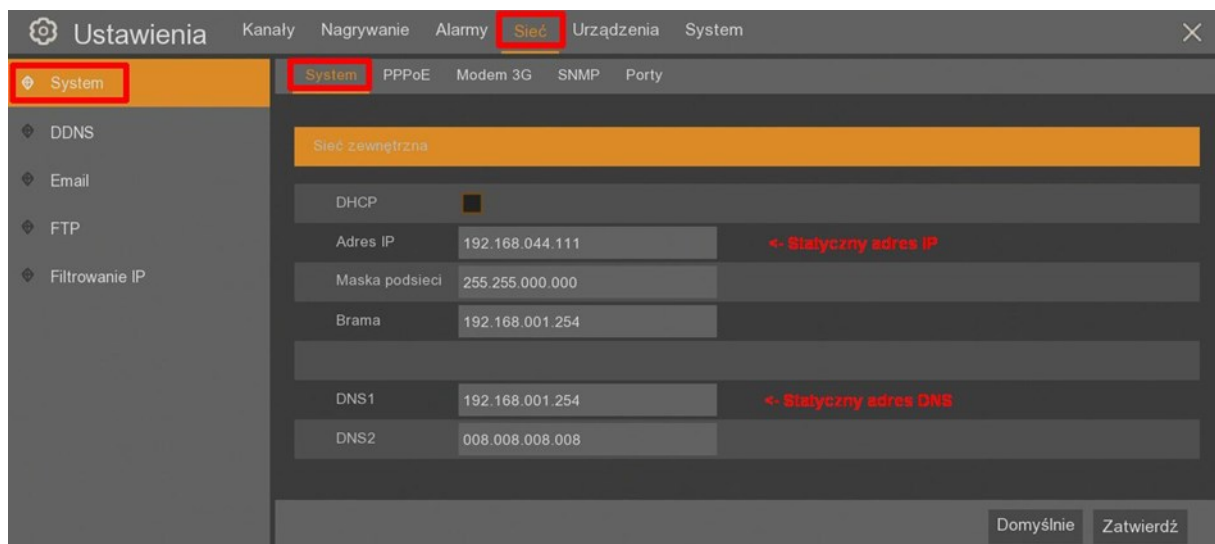 Ustawienia Kanały Nagrywanie Alarmy Sieć Urządzenia System
System
DDNS
Email
FTP
Filtrowanie IP
System PPPoE Modem 3G SNMP Porty
Sieć zewnętrzna
DHCP
Adres IP 192.168.044.111 <- Statyczny adres IP
Maska podsieci 255.255.000.000
Brama 192.168.001.254
DNS1 192.168.001.254 <- Statyczny adres DNS
DNS2 008.008.008.008
Domyślnie Zatwierdź